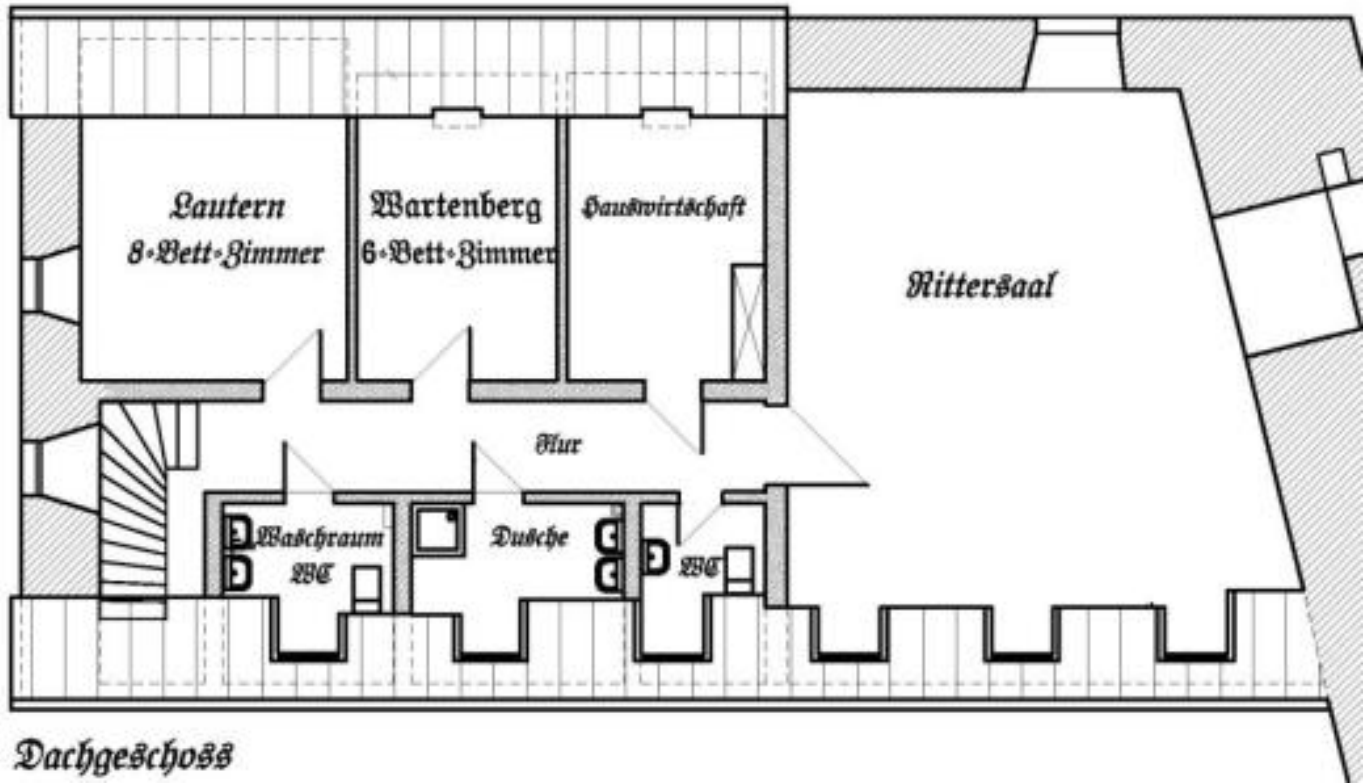 Lautern
8-Bett-Zimmer
Wartenberg
6-Bett-Zimmer
Hauswirtschaft
Rittersaal
Flur
Waschraum
WC
Dusche
WC
Dachgeschoss